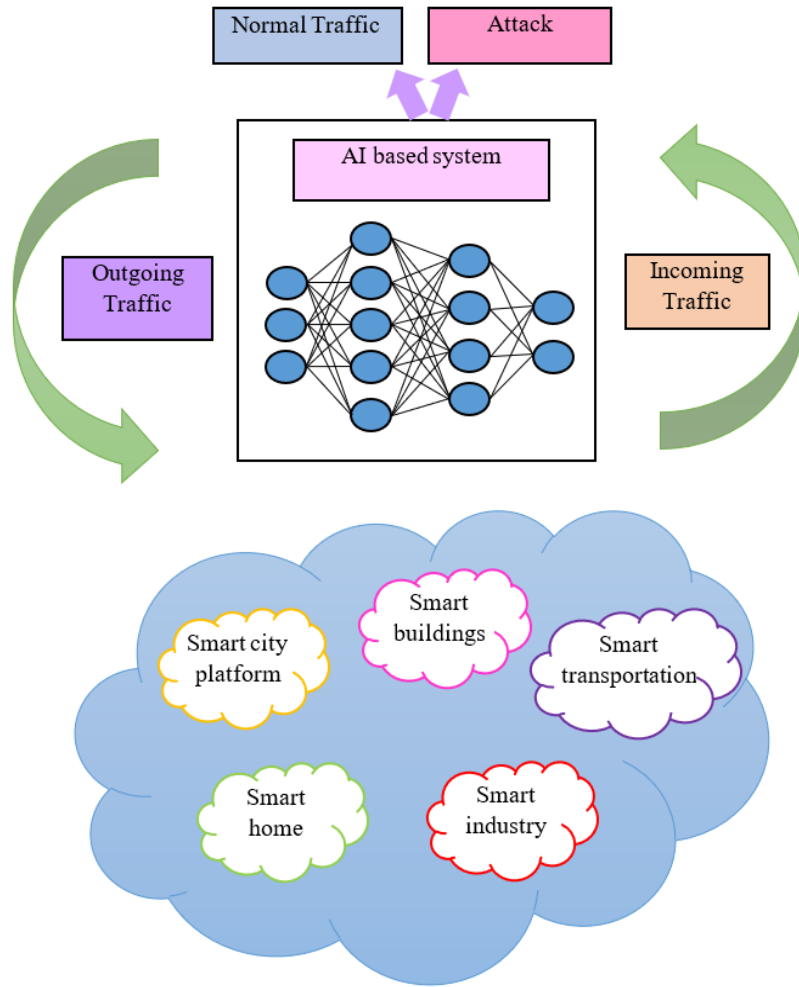 Normal Traffic
Attack
AI based system
Outgoing
Traffic
Incoming
Traffic
Smart city
platform
Smart
buildings
Smart
transportation
Smart
home
Smart
industry